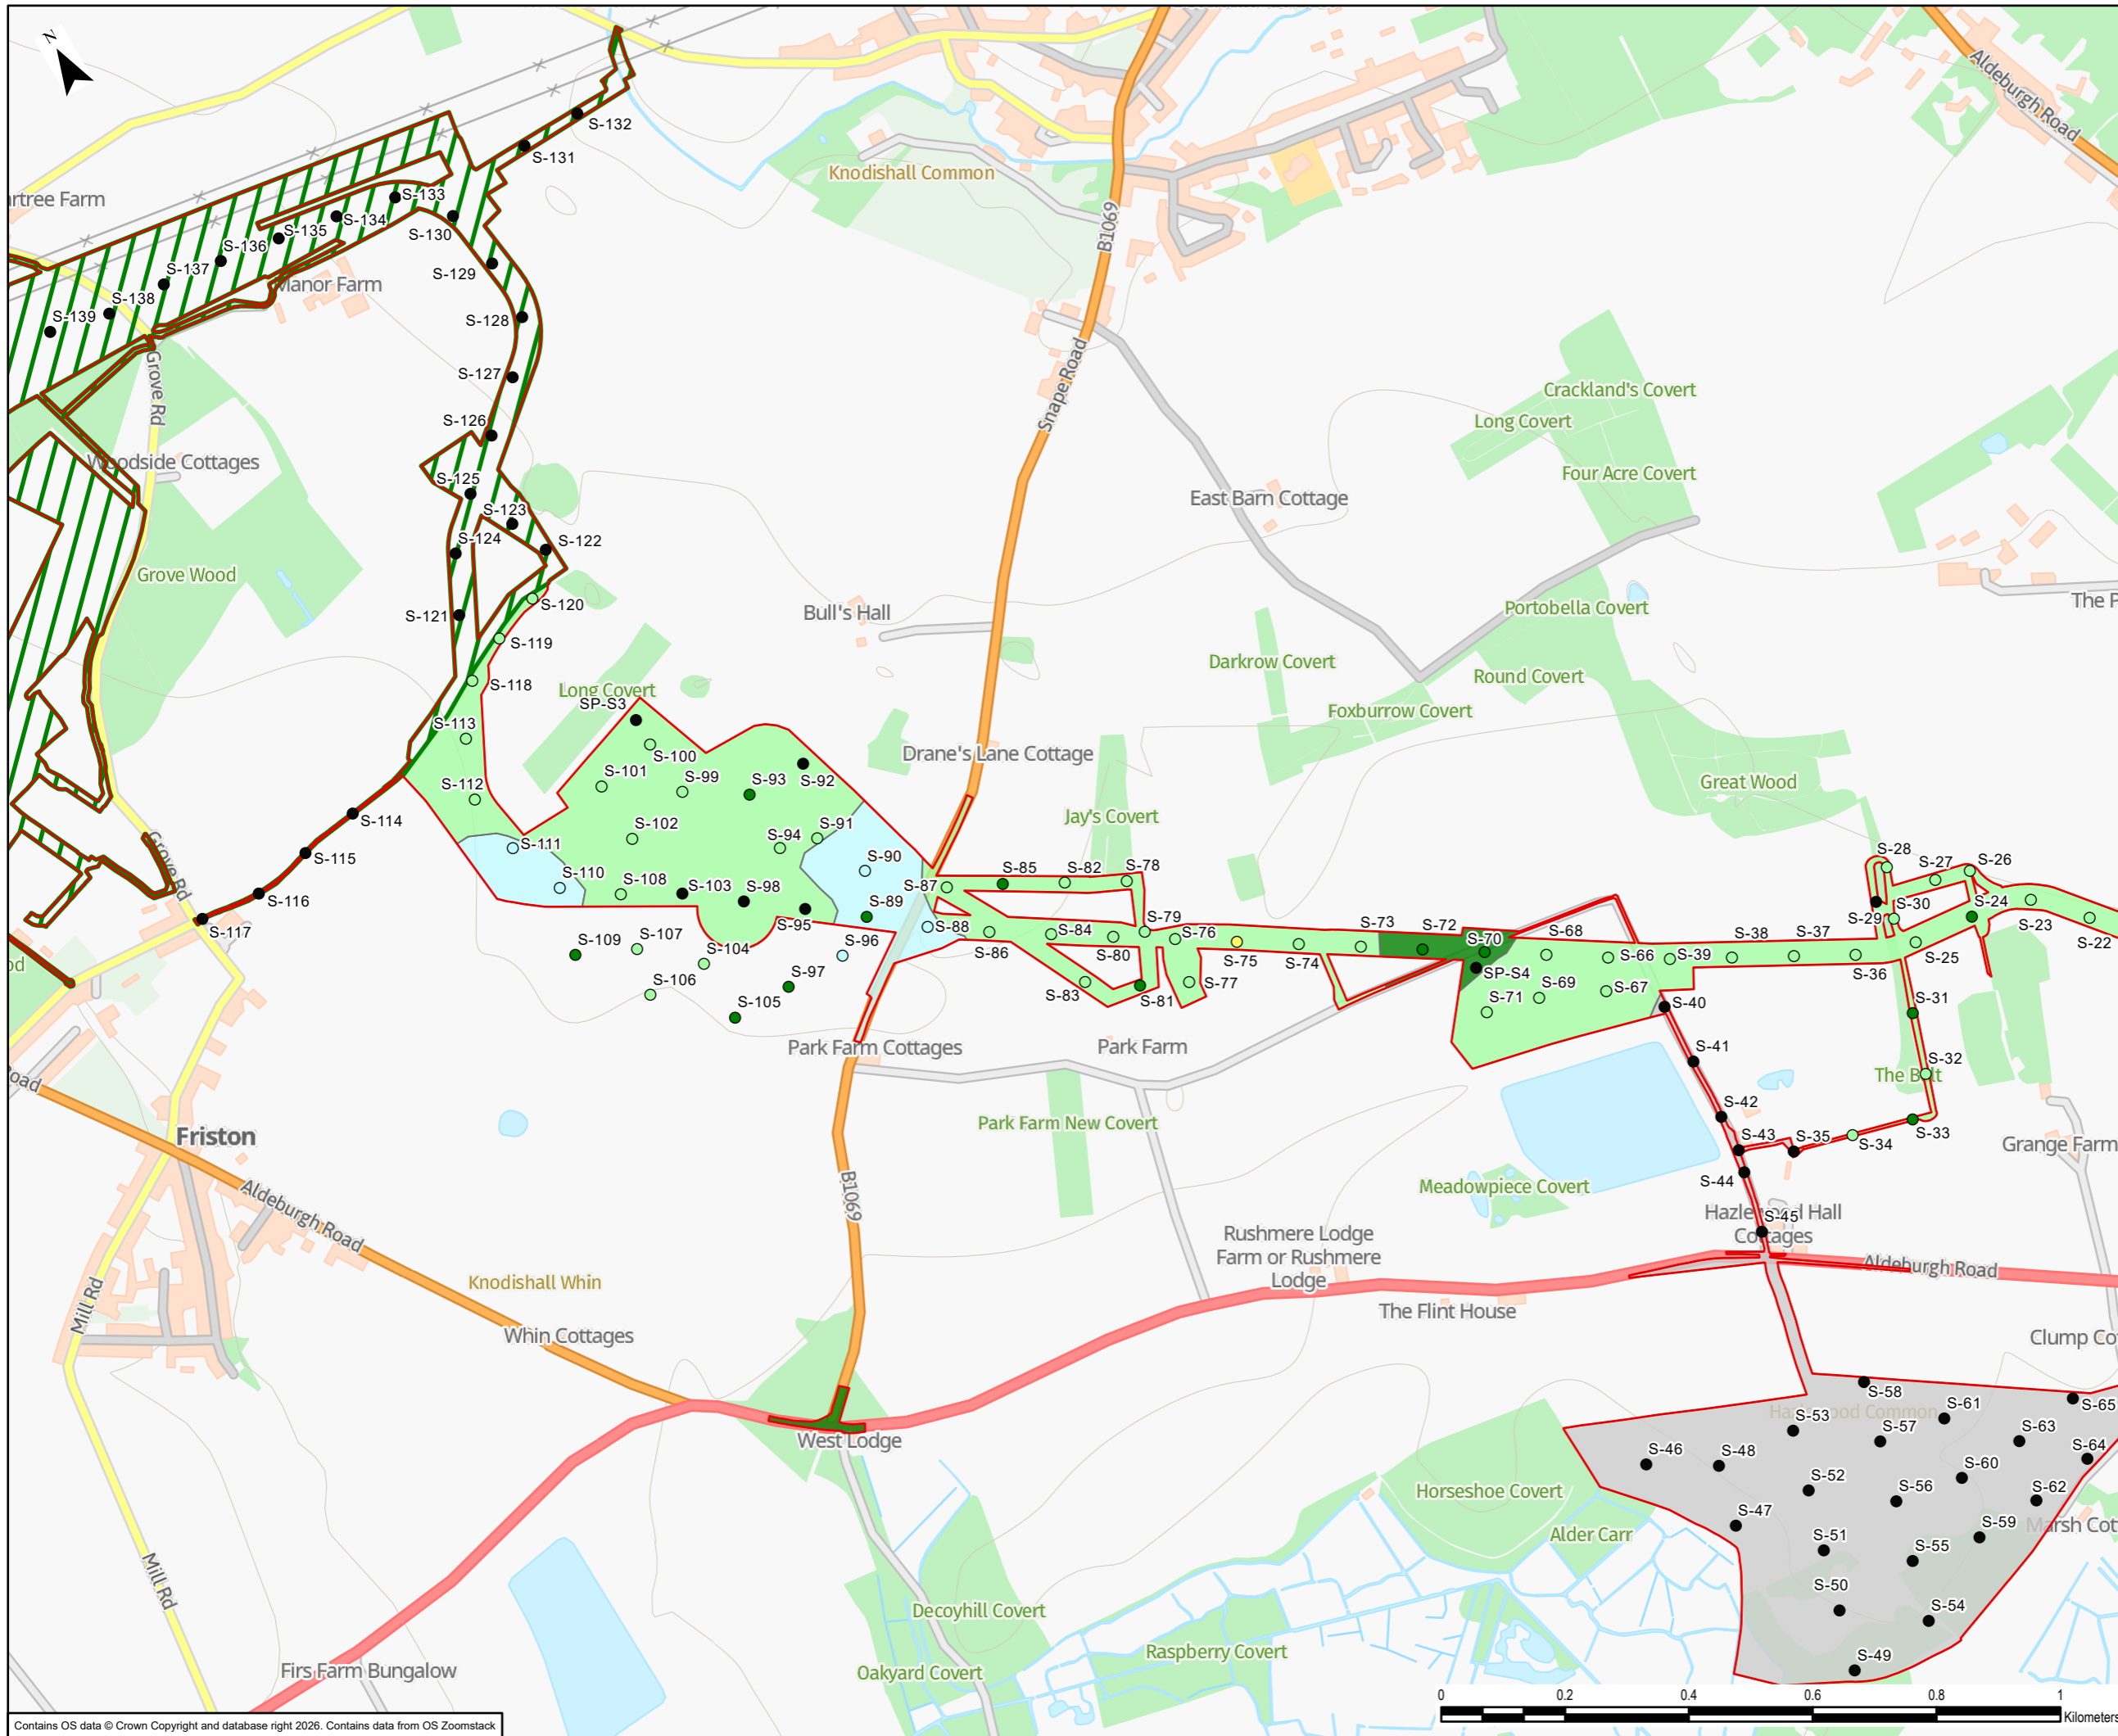 N
Aldeburgh Road
S-132
S-131
Knodishall Common
artree Farm
S-133
S-134
S-135
S-130
S-136
B1069
S-129
S-137
Manor Farm
S-138
S-139
S-128
Grove Rd
Snape Road
S-127
Crackland's Covert
Long Covert
S-126
Woodside Cottages
Four Acre Covert
S-125
East Barn Cottage
S-123
S-124
S-122
Grove Wood
The P
S-120
Portobella Covert
Bull's Hall
S-121
S-119
Darkrow Covert
Round Covert
S-118
Long Covert
SP-S3
Foxburrow Covert
S-113
S-100
Drane's Lane Cottage
S-101
S-99
S-93
S-92
S-112
Great Wood
S-114
Jay's Covert
S-102
S-94
S-91
S-111
S-115
Grove Rd
S-90
S-28
S-27
S-26
S-110
S-108
S-103
S-98
S-87
S-85
S-82
S-78
S-116
S-89
S-29
S-30
S-24
S-117
S-95
S-88
S-86
S-84
S-79
S-76
S-73
S-72
S-70
S-68
S-38
S-37
S-23
S-22
S-109
S-107
S-104
S-96
S-80
S-75
S-74
S-66
S-39
S-36
S-25
od
S-106
S-97
S-83
S-81
S-77
SP-S4
S-71
S-69
S-67
S-105
S-40
S-31
Park Farm Cottages
Park Farm
S-41
S-32
The Belt
Road
S-42
Park Farm New Covert
S-33
Friston
S-43
S-35
S-34
Grange Farm
S-44
Meadowpiece Covert
B1069
Aldeburgh Road
Hazlewood Hall
Cottages
S-45
Rushmere Lodge
Farm or Rushmere
Lodge
Aldeburgh Road
Knodishall Whin
Mill Rd
The Flint House
Whin Cottages
Clump Co
S-58
S-65
Hazlewood Common
S-61
S-53
S-57
S-63
West Lodge
S-46
S-48
S-64
S-60
S-52
Horseshoe Covert
S-56
S-62
S-47
Alder Carr
S-59
Marsh Cot
S-51
S-55
Mill Rd
S-50
Decoyhill Covert
S-54
Raspberry Covert
S-49
Firs Farm Bungalow
Oakyard Covert
0
0.2
0.4
0.6
0.8
1
Kilometers
Contains OS data © Crown Copyright and database right 2026. Contains data from OS Zoomstack